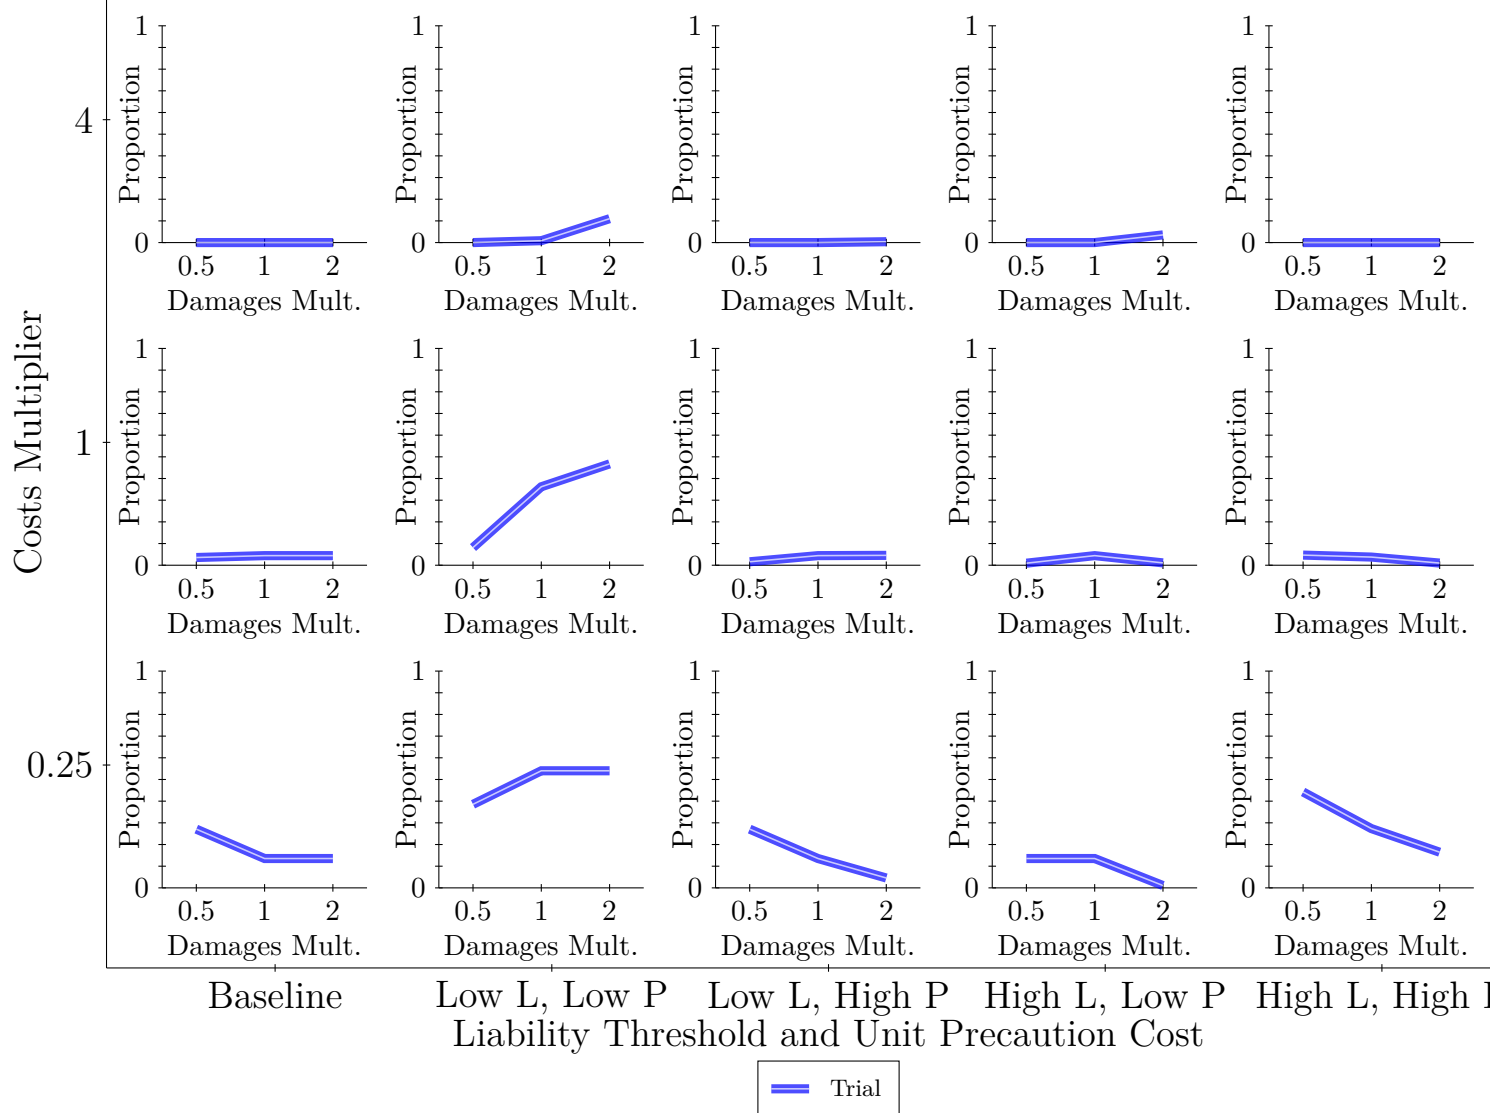 Costs Multiplier
4
1
Proportion
0
0.5 1 2
Damages Mult.
1
Proportion
0
0.5 1 2
Damages Mult.
1
Proportion
0
0.5 1 2
Damages Mult.
1
Proportion
0
0.5 1 2
Damages Mult.
1
Proportion
0
0.5 1 2
Damages Mult.
1
1
Proportion
0
0.5 1 2
Damages Mult.
1
Proportion
0
0.5 1 2
Damages Mult.
1
Proportion
0
0.5 1 2
Damages Mult.
1
Proportion
0
0.5 1 2
Damages Mult.
1
Proportion
0
0.5 1 2
Damages Mult.
0.25
1
Proportion
0
0.5 1 2
Damages Mult.
1
Proportion
0
0.5 1 2
Damages Mult.
1
Proportion
0
0.5 1 2
Damages Mult.
1
Proportion
0
0.5 1 2
Damages Mult.
1
Proportion
0
0.5 1 2
Damages Mult.
Baseline
Low L, Low P
Low L, High P
High L, Low P
High L, High
Liability Threshold and Unit Precaution Cost
Trial